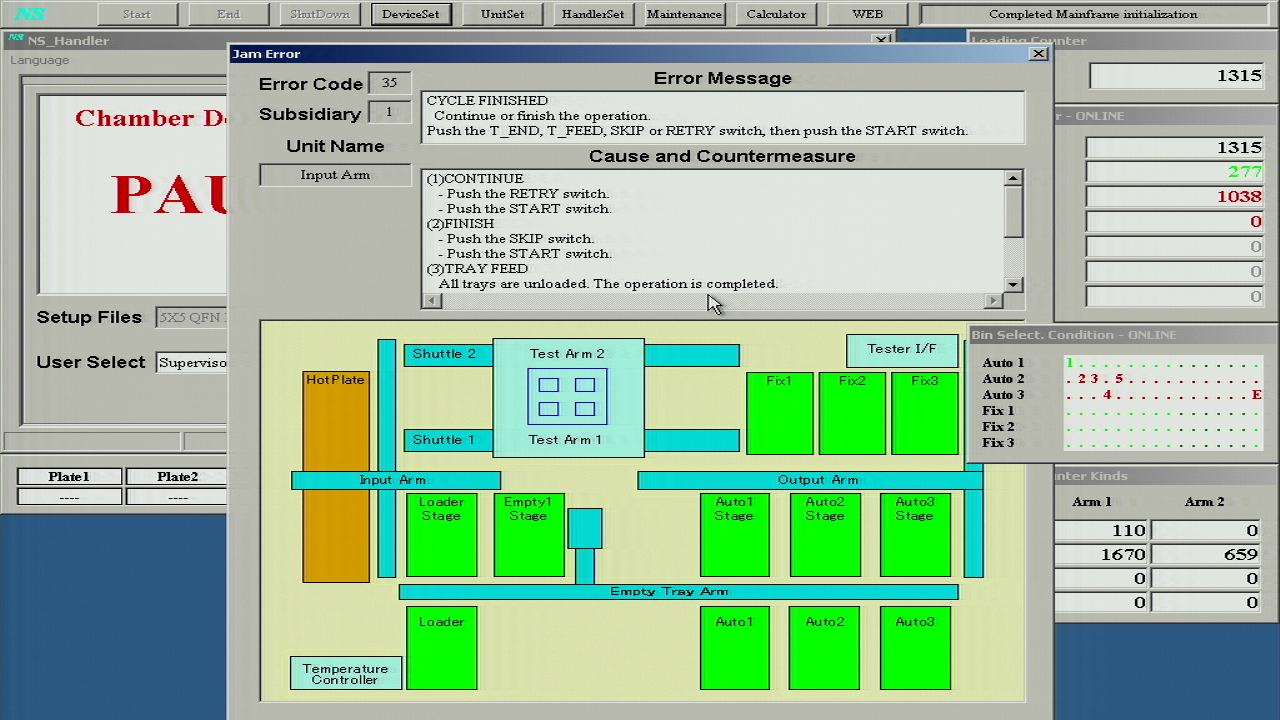 NS Start End ShutDown DeviceSet UnitSet HandlerSet Maintenance Calculator WEB Completed Mainframe initialization
NS NS_Handler
Language
Chamber
PAU
Setup Files 5X5 QFN
User Select Superviso
Plate1 Plate2
---- ----
Jam Error
Error Code 35
Subsidiary 1
Unit Name
Input Arm
Error Message
CYCLE FINISHED
Continue or finish the operation.
Push the T_END, T_FEED, SKIP or RETRY switch, then push the START switch.
Cause and Countermeasure
(1)CONTINUE
- Push the RETRY switch.
- Push the START switch.
(2)FINISH
- Push the SKIP switch.
- Push the START switch.
(3)TRAY FEED
All trays are unloaded. The operation is completed.
Shuttle 2 Test Arm 2 Tester I/F
HotPlate Fix1 Fix2 Fix3
Shuttle 1 Test Arm 1
Input Arm Output Arm
Loader Stage Empty1 Stage Auto1 Stage Auto2 Stage Auto3 Stage
Empty Tray Arm
Loader Auto1 Auto2 Auto3
Temperature Controller
Loading Counter
1315
- ONLINE
1315
277
1038
0
0
0
0
Bin Select. Condition - ONLINE
Auto 1 1 . . . . . . . . . . . . . . .
Auto 2 . 2 3 . 5 . . . . . . . . . . .
Auto 3 . . . 4 . . . . . . . . . . . E
Fix 1 . . . . . . . . . . . . . . . .
Fix 2 . . . . . . . . . . . . . . . .
Fix 3 . . . . . . . . . . . . . . . .
Kinds
Arm 1 Arm 2
110 0
1670 659
0 0
0 0